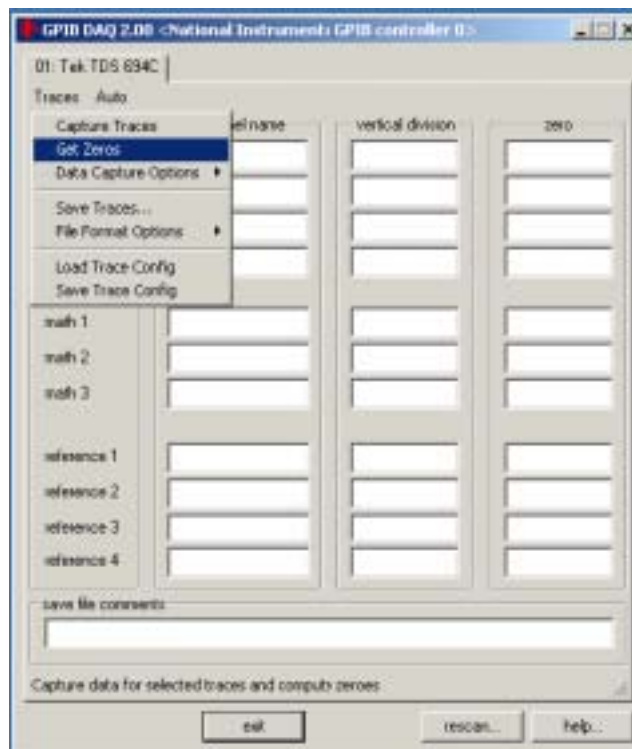 GPIB DAQ 2.00 <National Instruments GPIB controller 0>
01: Tek TDS 694C
Traces Auto
Capture Traces
Get Zeros
Data Capture Options
Save Traces...
File Format Options
Load Trace Config
Save Trace Config
el name
vertical division
zero
math 1
math 2
math 3
reference 1
reference 2
reference 3
reference 4
save file comments
Capture data for selected traces and compute zeroes
exit
rescan...
help...